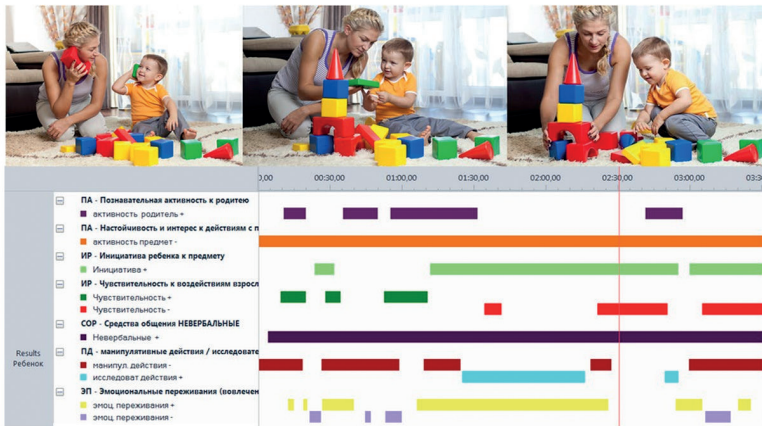 0,00 00:30,00 01:00,00 01:30,00 02:00,00 02:30,00 03:00,00 03:30
ПА - Познавательная активность к родитею
активность родитель +
ПА - Настойчивость и интерес к действиям с п
активность предмет -
ИР - Инициатива ребенка к предмету
Инициатива +
ИР - Чувствительность к воздействиям взросл
Чувствительность +
Чувствительность -
СОР - Средства общения НЕВЕРБАЛЬНЫЕ
Невербальные +
Results
Ребенок
ПД - манипулятивные действия / исследовате
манипул. действия -
исследоват действия +
ЭП - Эмоциональные переживания (вовлечен
эмоц. переживания +
эмоц. переживания -